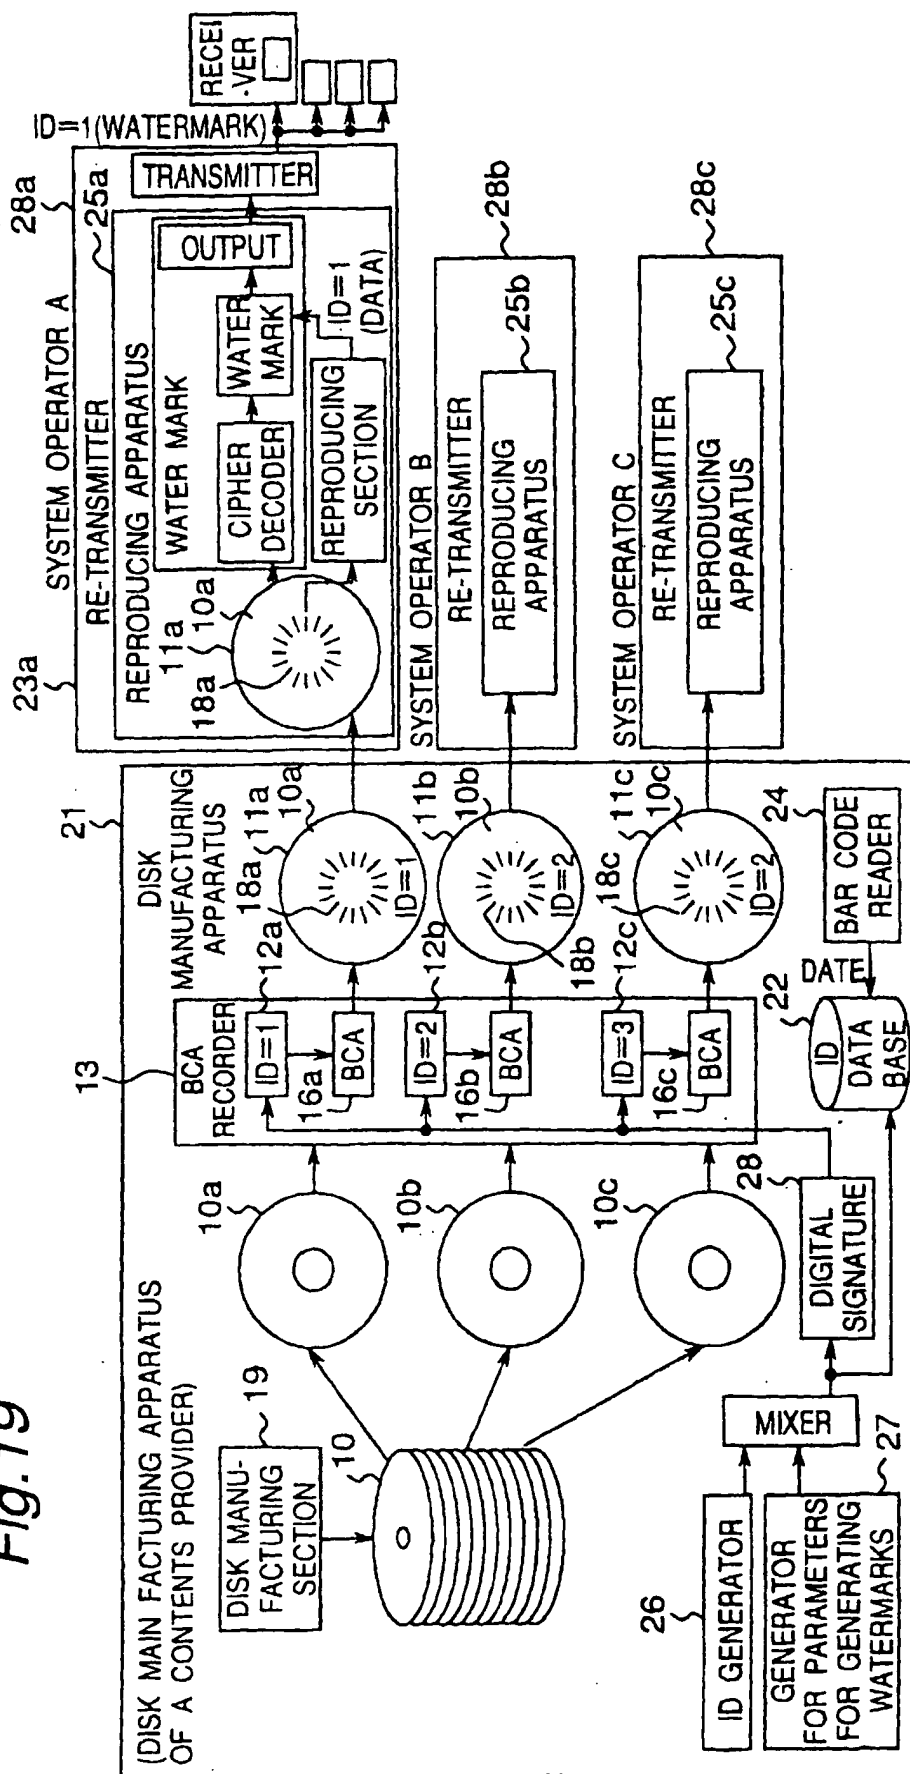 Fig.19
(DISK MAIN FACTURING APPARATUS
OF A CONTENTS PROVIDER)
DISK MANU-
FACTURING
SECTION
19
10
26
ID GENERATOR
GENERATOR
FOR PARAMETERS
FOR GENERATING
WATERMARKS
27
MIXER
DIGITAL
SIGNATURE
28
10a
10b
10c
13
BCA
RECORDER
ID=1
12a
16a
BCA
ID=2
12b
16b
BCA
ID=3
12c
16c
BCA
21
DISK
MANUFACTURING
APPARATUS
18a
11a
10a
ID=1
11b
10b
ID=2
18b
11c
10c
18c
ID=2
22
ID
DATA
BASE
DATE
24
BAR CODE
READER
23a
SYSTEM OPERATOR A
28a
RE-TRANSMITTER
25a
REPRODUCING APPARATUS
WATER MARK
18a
11a
10a
CIPHER
DECODER
WATER
MARK
OUTPUT
REPRODUCING
SECTION
ID=1
(DATA)
TRANSMITTER
ID=1(WATERMARK)
RECEI
-VER
SYSTEM OPERATOR B
28b
RE-TRANSMITTER
25b
REPRODUCING
APPARATUS
SYSTEM OPERATOR C
28c
RE-TRANSMITTER
25c
REPRODUCING
APPARATUS